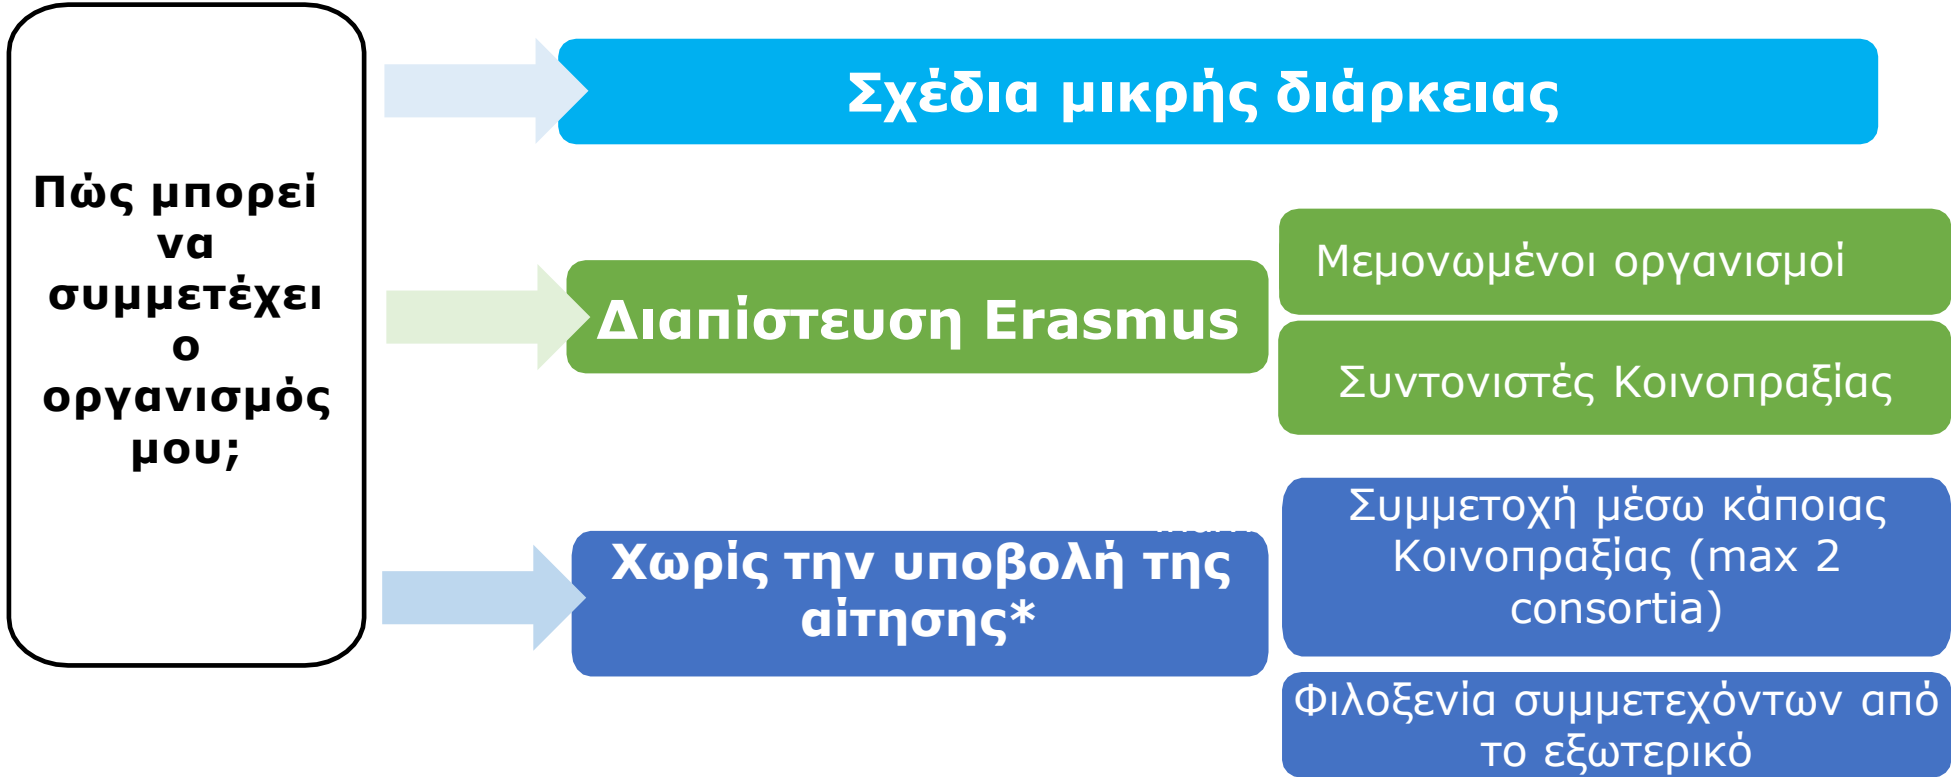 Πώς μπορεί
να
συμμετέχει
ο
οργανισμός
μου;
Σχέδια μικρής διάρκειας
Διαπίστευση Erasmus
Μεμονωμένοι οργανισμοί
Συντονιστές Κοινοπραξίας
Χωρίς την υποβολή της
αίτησης*
Συμμετοχή μέσω κάποιας
Κοινοπραξίας (max 2
consortia)
Φιλοξενία συμμετεχόντων από
το εξωτερικό